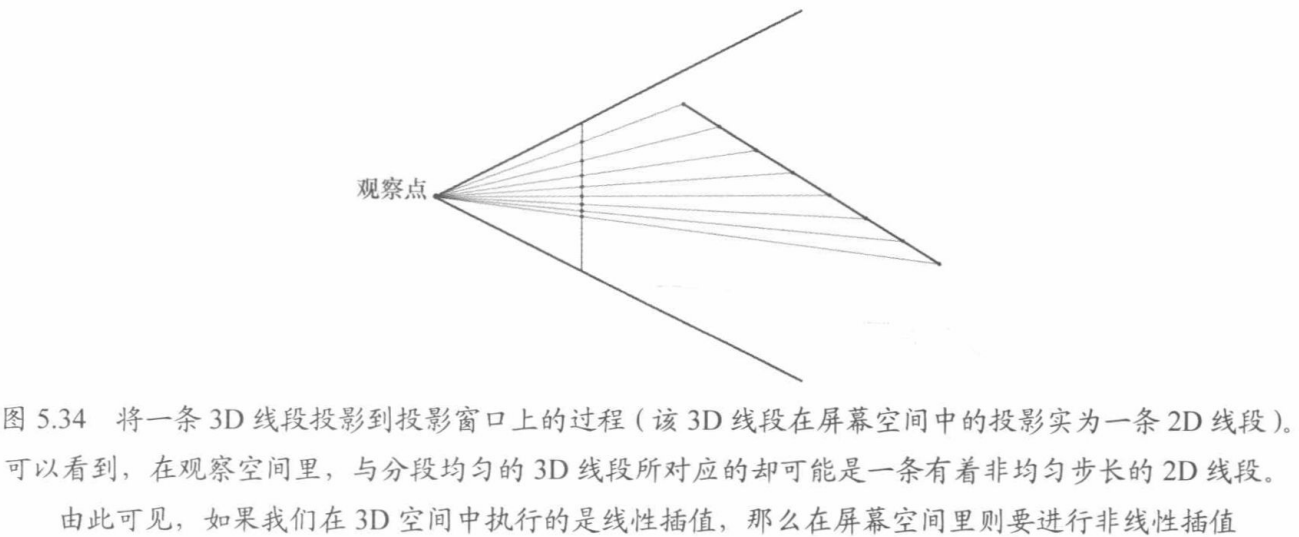 观察点
图 5.34 将一条 3D 线段投影到投影窗口上的过程（该 3D 线段在屏幕空间中的投影实为一条 2D 线段）。
可以看到，在观察空间里，与分段均匀的 3D 线段所对应的却可能是一条有着非均匀步长的 2D 线段。
由此可见，如果我们在 3D 空间中执行的是线性插值，那么在屏幕空间里则要进行非线性插值